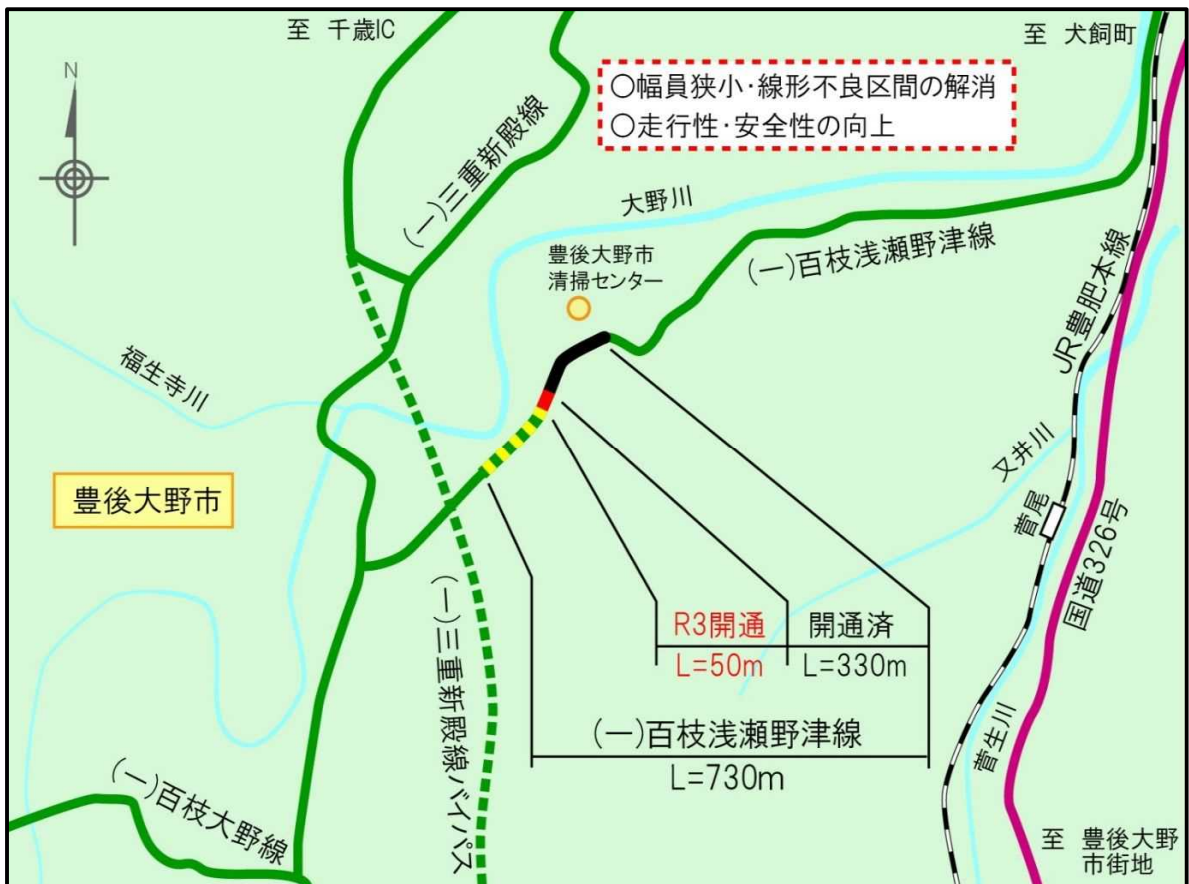 至 千歳IC
至 犬飼町
N
○幅員狭小・線形不良区間の解消
○走行性・安全性の向上
(一)三重新殿線
大野川
豊後大野市
清掃センター
(一)百枝浅瀬野津線
JR豊肥本線
福生寺川
又井川
豊後大野市
菅尾
国道326号
R3開通
開通済
L=50m
L=330m
(一)三重新殿線バイパス
(一)百枝浅瀬野津線
L=730m
菅生川
(一)百枝大野線
至 豊後大野
市街地